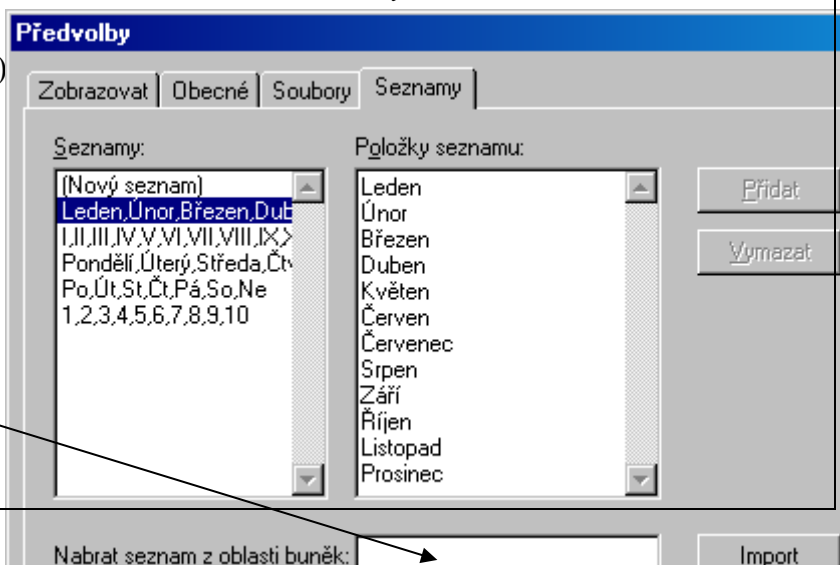 Předvolby
)
Zobrazovat Obecné Soubory Seznamy
Seznamy: Položky seznamu:
(Nový seznam)
Leden,Únor,Březen,Dub
I,II,III,IV,V,VI,VII,VIII,IX,X
Pondělí,Úterý,Středa,Čtv
Po,Út,St,Čt,Pá,So,Ne
1,2,3,4,5,6,7,8,9,10
Leden
Únor
Březen
Duben
Květen
Červen
Červenec
Srpen
Září
Říjen
Listopad
Prosinec
Přidat
Vymazat
Nabrat seznam z oblasti buněk: Import